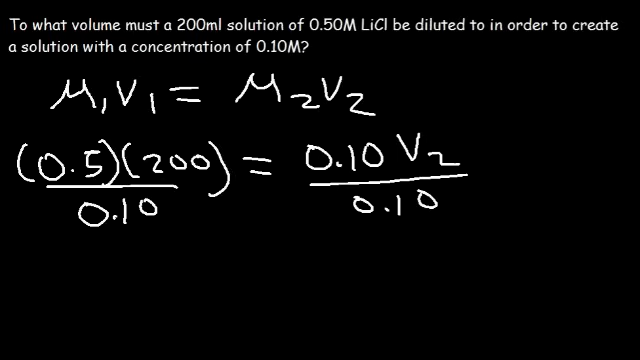 To what volume must a 200ml solution of 0.50M LiCl be diluted to in order to create
a solution with a concentration of 0.10M?
M₁V₁ = M₂V₂
(0.5)(200) = 0.10 V₂
0.10 0.10